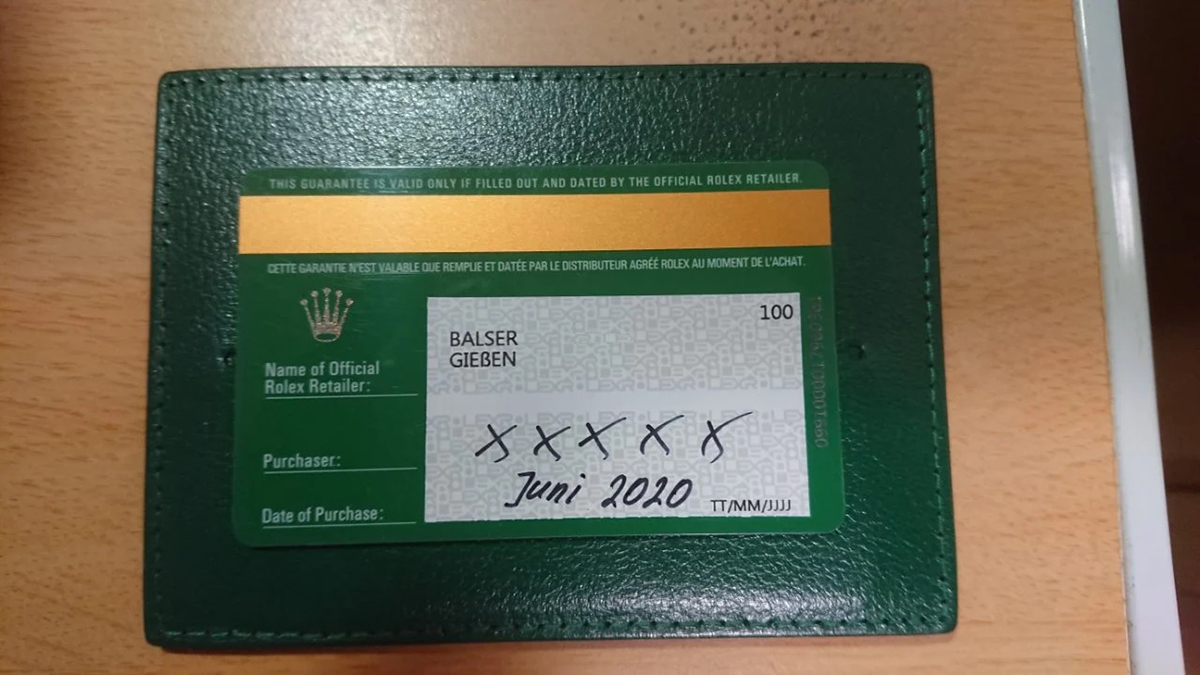 THIS GUARANTEE IS VALID ONLY IF FILLED OUT AND DATED BY THE OFFICIAL ROLEX RETAILER.
CETTE GARANTIE N'EST VALABLE QUE REMPLIE ET DATÉE PAR LE DISTRIBUTEUR AGRÉÉ ROLEX AU MOMENT DE L'ACHAT.
100
BALSER
GIEßEN
Name of Official
Rolex Retailer:
Purchaser:
X X X X X
Date of Purchase:
Juni 2020
TT/MM/JJJJ